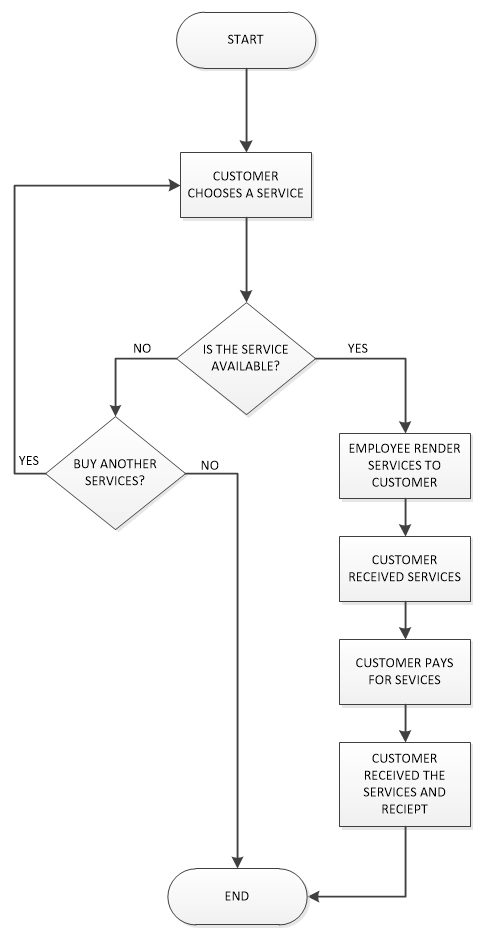 START
CUSTOMER
CHOOSES A SERVICE
IS THE SERVICE
AVAILABLE?
NO
YES
BUY ANOTHER
SERVICES?
YES
NO
EMPLOYEE RENDER
SERVICES TO
CUSTOMER
CUSTOMER
RECEIVED SERVICES
CUSTOMER PAYS
FOR SEVICES
CUSTOMER
RECEIVED THE
SERVICES AND
RECIEPT
END